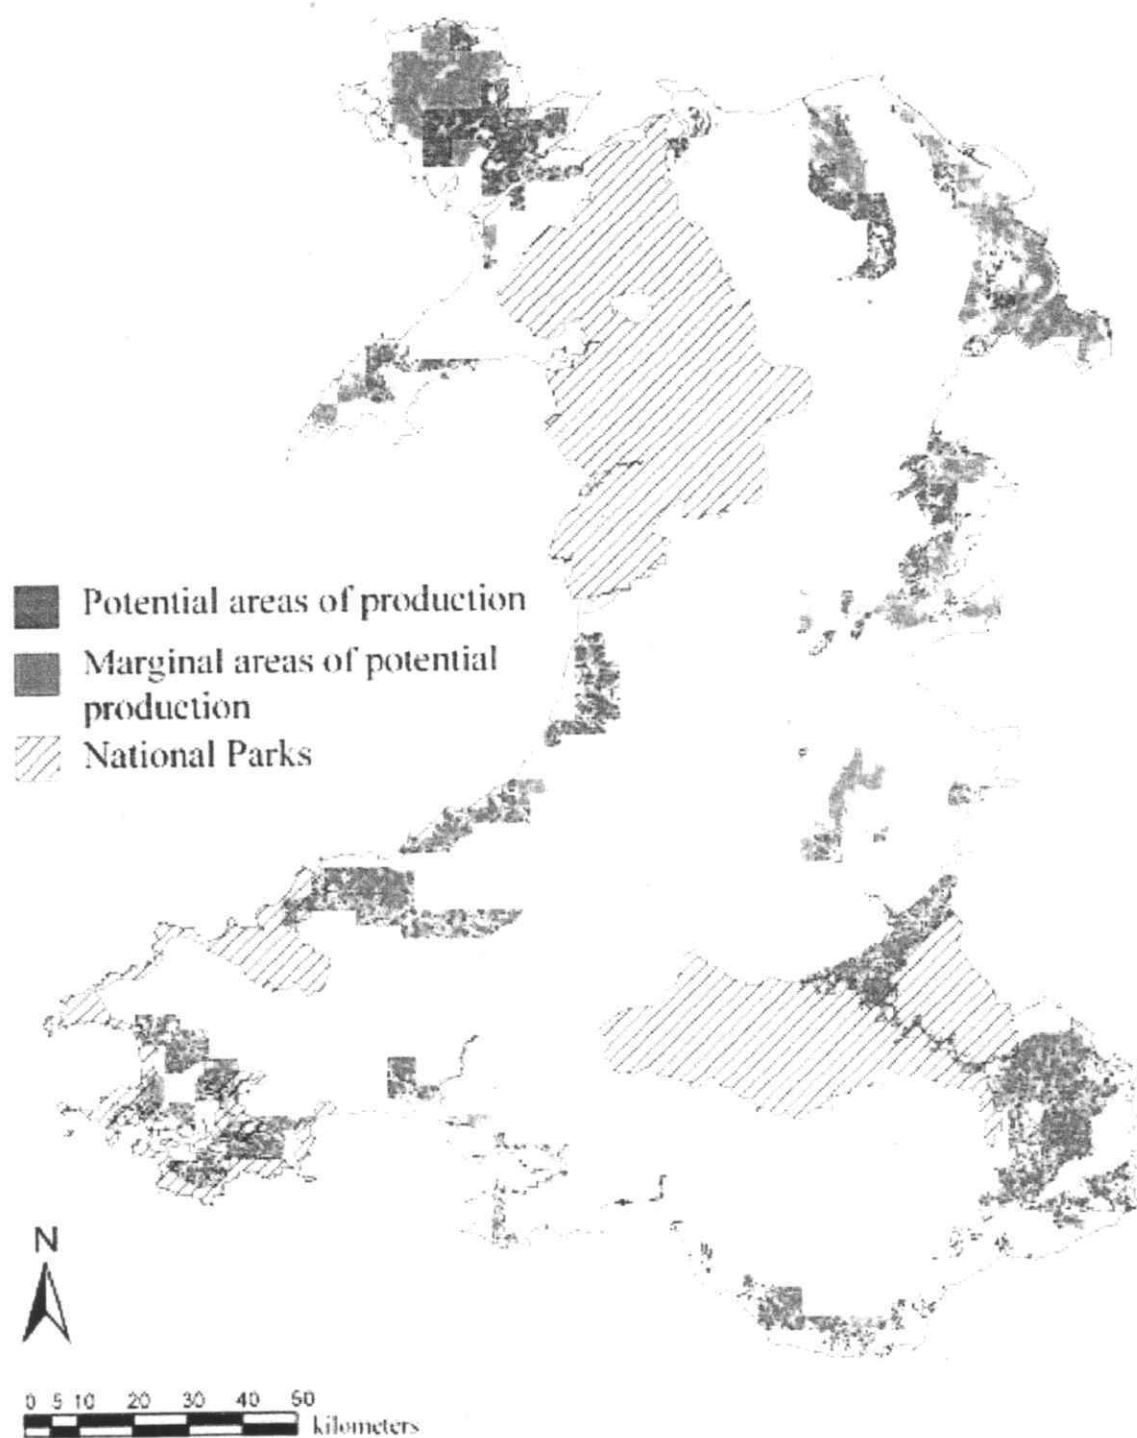 Potential areas of production
Marginal areas of potential
production
National Parks
N
0 5 10 20 30 40 50
kilometers